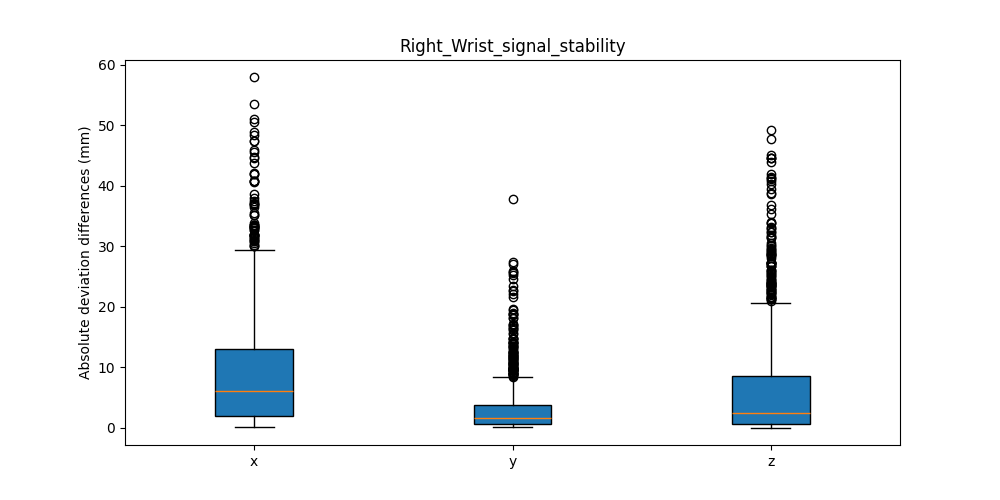 Right_Wrist_signal_stability
Absolute deviation differences (mm)
60
50
40
30
20
10
0
x
y
z